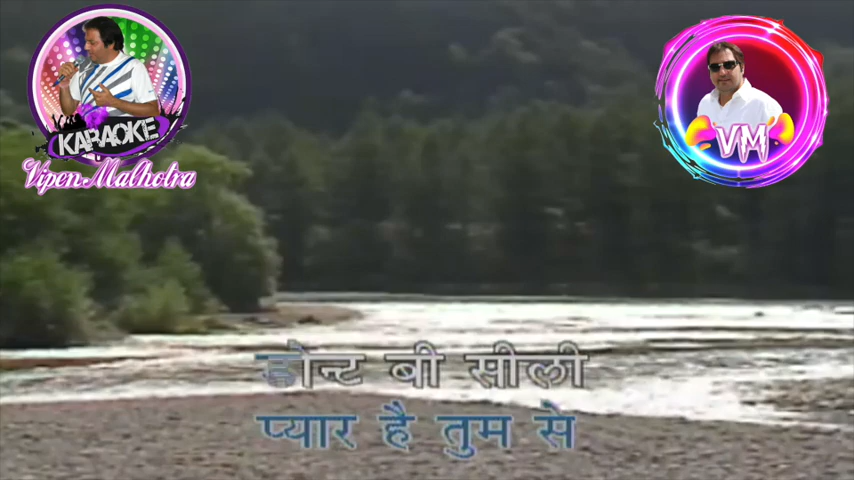 KARAOKE
Vipen Malhotra
VM
डोन्ट बी सीली
प्यार है तुम से